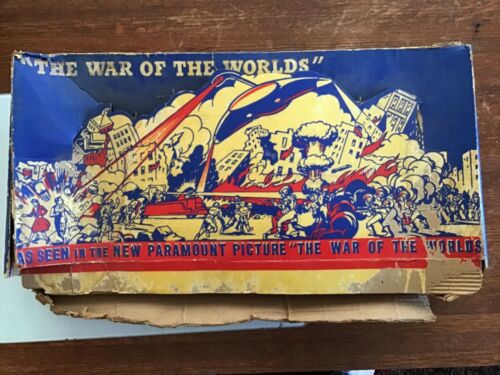 "THE WAR OF THE WORLDS"
AS SEEN IN THE NEW PARAMOUNT PICTURE "THE WAR OF THE WORLDS